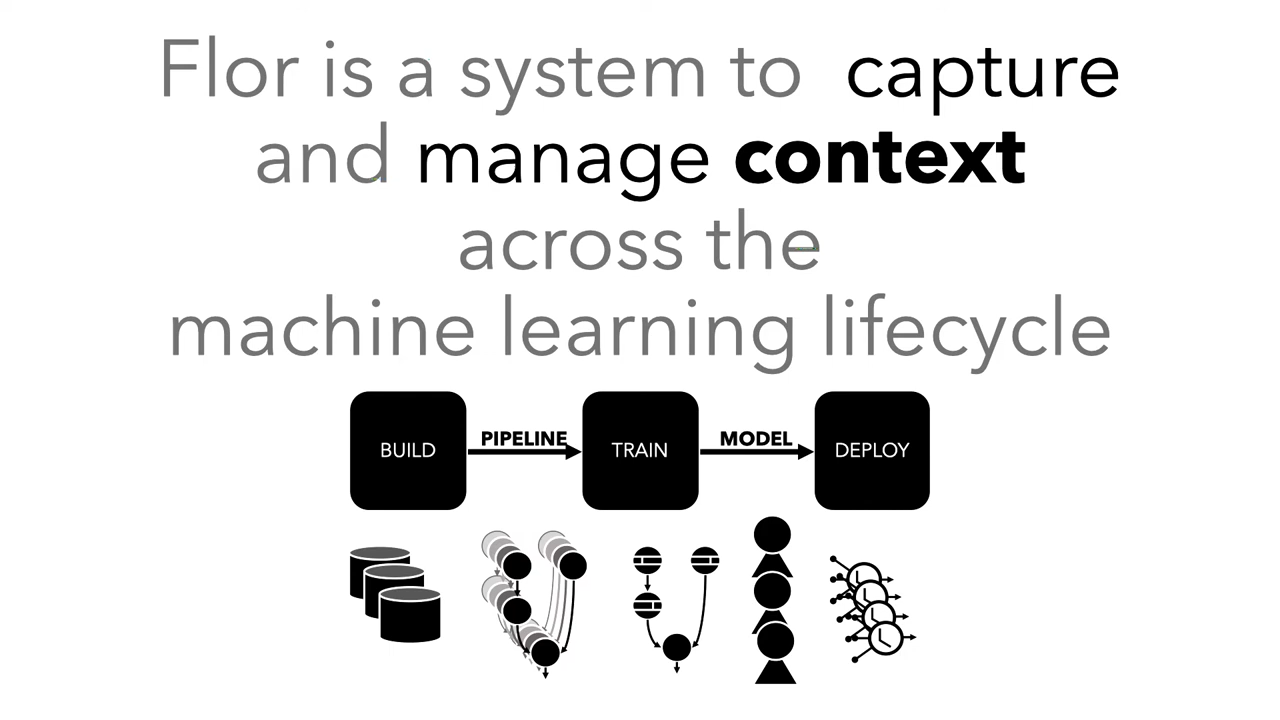 Flor is a system to capture
and manage context
across the
machine learning lifecycle
BUILD PIPELINE TRAIN MODEL DEPLOY